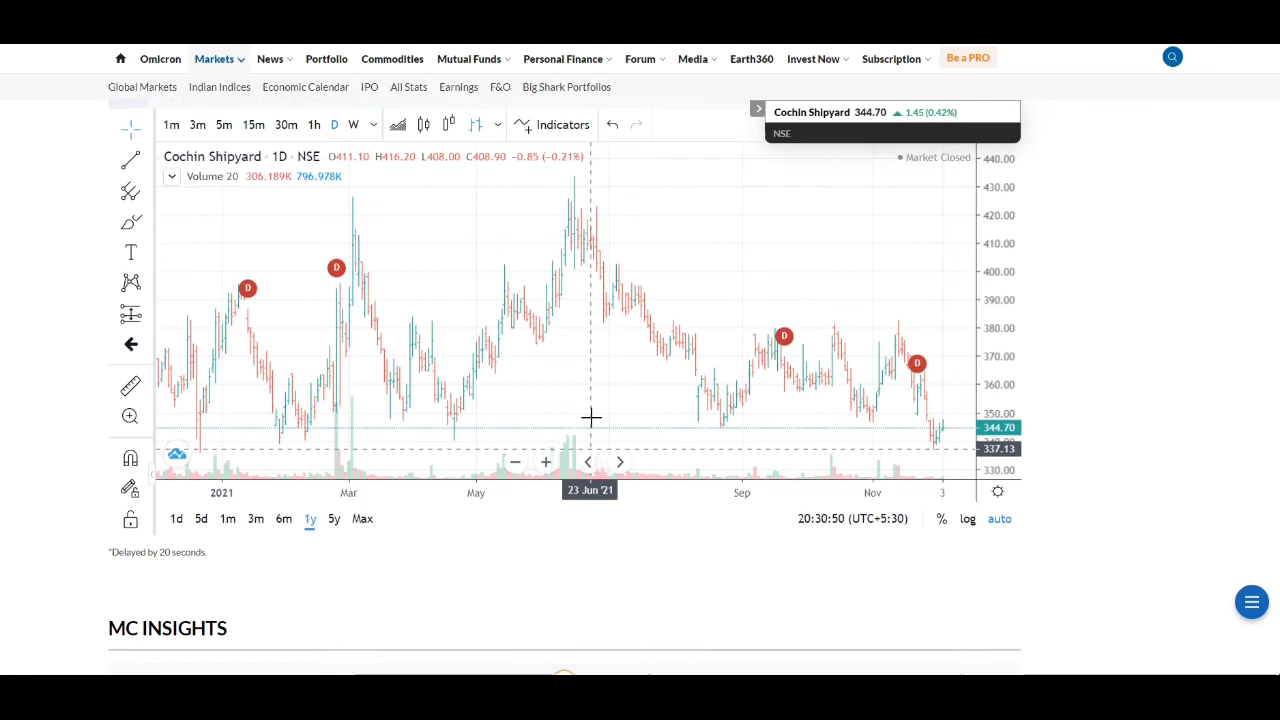 Omicron Markets News Portfolio Commodities Mutual Funds Personal Finance Forum Media Earth360 Invest Now Subscription Be a PRO
Global Markets Indian Indices Economic Calendar IPO All Stats Earnings F&O Big Shark Portfolios
Cochin Shipyard 344.70 ▲ 1.45 (0.42%)
NSE
1m 3m 5m 15m 30m 1h D W Indicators
Cochin Shipyard · 1D · NSE O411.10 H416.20 L408.00 C408.90 -0.85 (-0.21%)
Market Closed
Volume 20 306.189K 796.978K
440.00
430.00
420.00
410.00
400.00
390.00
380.00
370.00
360.00
350.00
344.70
337.13
330.00
D
D
D
D
T
2021 Mar May 23 Jun '21 Sep Nov 3
1d 5d 1m 3m 6m 1y 5y Max 20:30:50 (UTC+5:30) % log auto
*Delayed by 20 seconds.
MC INSIGHTS